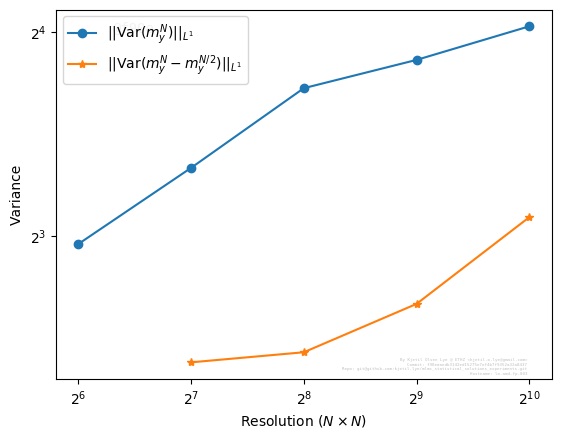 2^4
2^3
Variance
||Var(m_y^N)||_{L^1}
||Var(m_y^N − m_y^{N/2})||_{L^1}
2^6 2^7 2^8 2^9 2^10
Resolution (N × N)